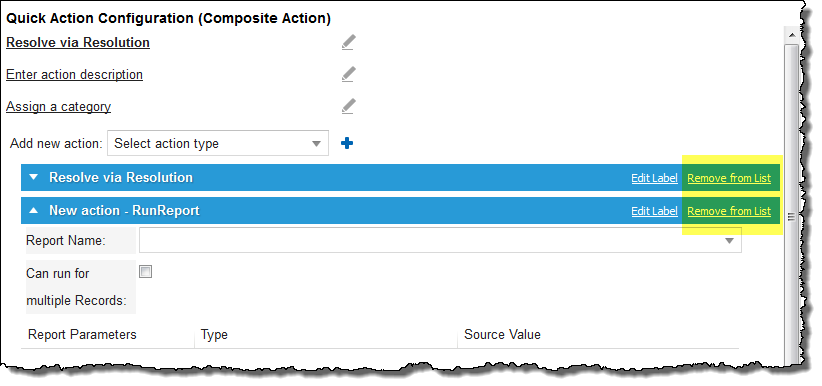 Quick Action Configuration (Composite Action)
Resolve via Resolution
Enter action description
Assign a category
Add new action: Select action type
Resolve via Resolution Edit Label Remove from List
New action - RunReport Edit Label Remove from List
Report Name:
Can run for
multiple Records:
Report Parameters Type Source Value